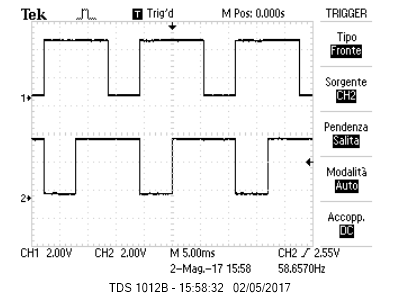 Tek T Trig'd M Pos: 0.000s TRIGGER
Tipo
Fronte
Sorgente
CH2
Pendenza
Salita
Modalità
Auto
Accopp.
DC
1
2
CH1 2.00V CH2 2.00V M 5.00ms CH2 / 2.55V
2-Mag.-17 15:58 58.6570Hz
TDS 1012B - 15:58:32 02/05/2017